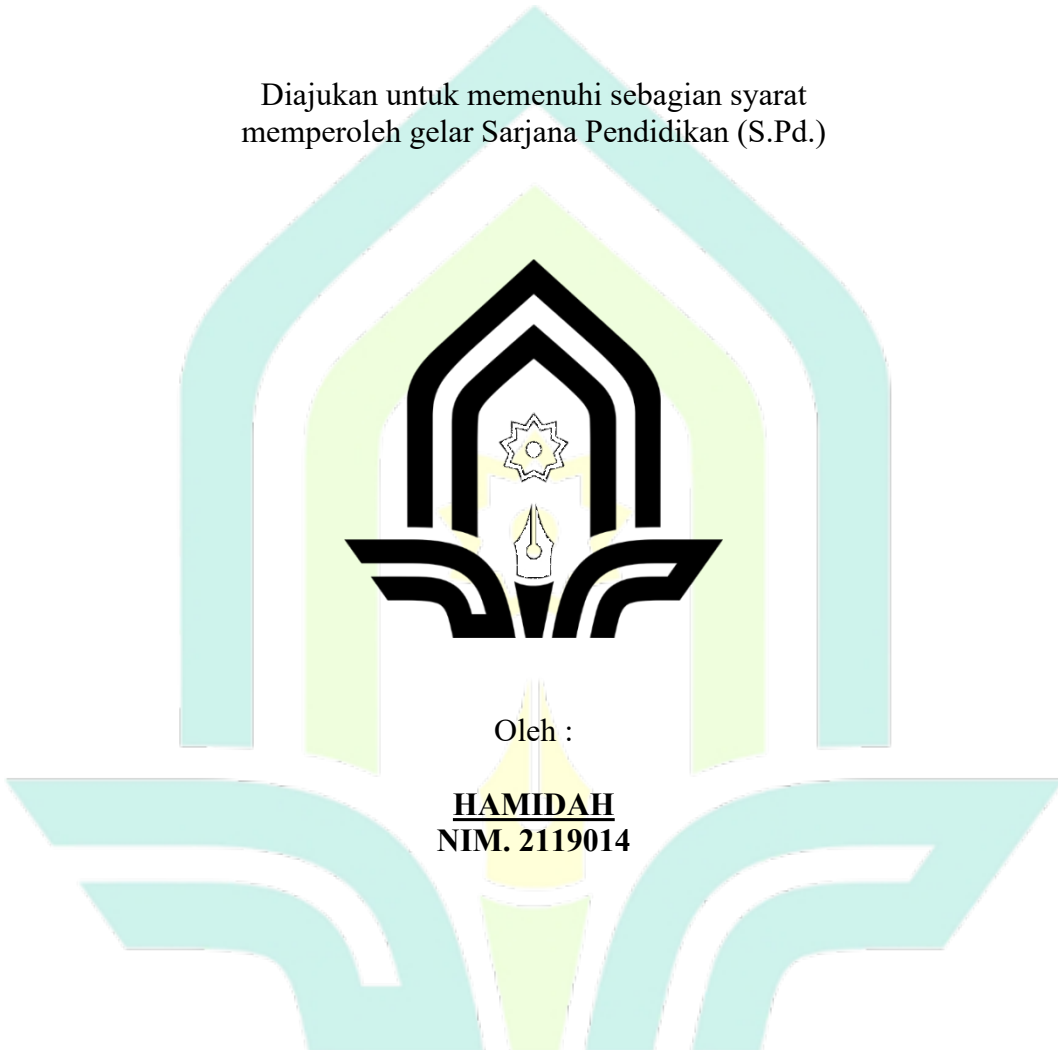 Diajukan untuk memenuhi sebagian syarat
memperoleh gelar Sarjana Pendidikan (S.Pd.)
Oleh :
HAMIDAH
NIM. 2119014